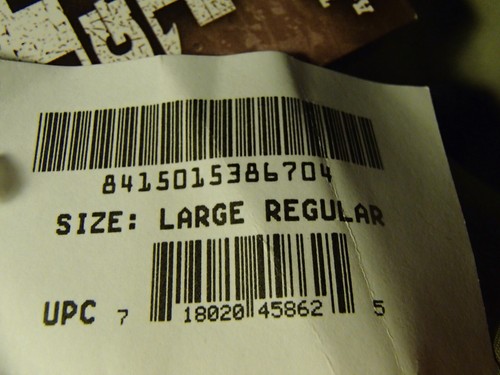 8415015386704
SIZE: LARGE REGULAR
UPC 7 18020 45862 5